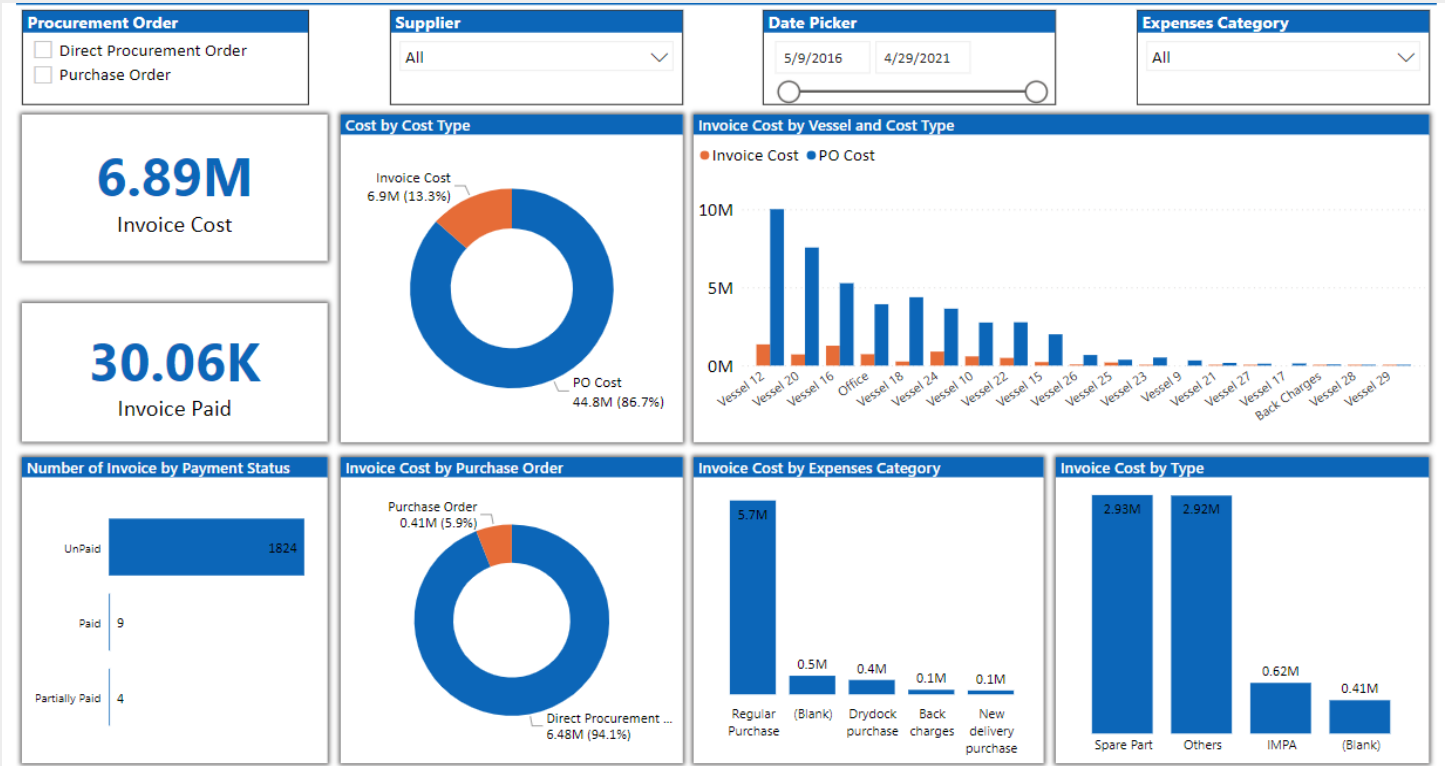 Procurement Order
Direct Procurement Order
Purchase Order
Supplier
All
Date Picker
5/9/2016
4/29/2021
Expenses Category
All
6.89M
Invoice Cost
30.06K
Invoice Paid
Cost by Cost Type
Invoice Cost
6.9M (13.3%)
PO Cost
44.8M (86.7%)
Invoice Cost by Vessel and Cost Type
Invoice Cost
PO Cost
10M
5M
0M
Vessel 12
Vessel 20
Vessel 16
Office
Vessel 18
Vessel 24
Vessel 10
Vessel 22
Vessel 15
Vessel 26
Vessel 25
Vessel 23
Vessel 9
Vessel 21
Vessel 27
Vessel 17
Back Charges
Vessel 28
Vessel 29
Number of Invoice by Payment Status
UnPaid
1824
Paid
9
Partially Paid
4
Invoice Cost by Purchase Order
Purchase Order
0.41M (5.9%)
Direct Procurement ...
6.48M (94.1%)
Invoice Cost by Expenses Category
5.7M
0.5M
0.4M
0.1M
0.1M
Regular
Purchase
(Blank)
Drydock
purchase
Back
charges
New
delivery
purchase
Invoice Cost by Type
2.93M
2.92M
0.62M
0.41M
Spare Part
Others
IMPA
(Blank)